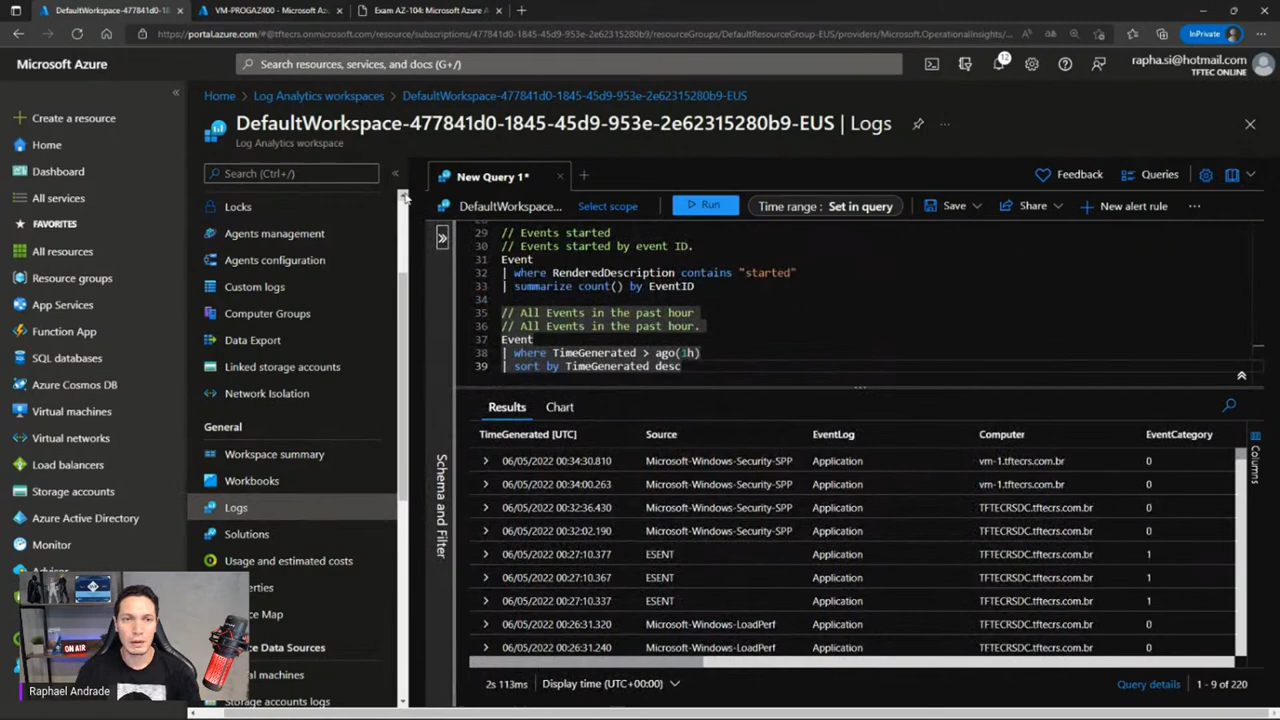 DefaultWorkspace-477841d0-18
VM-PROGAZ400 - Microsoft Az
Exam AZ-104: Microsoft Azure A
https://portal.azure.com/#@tftecrs.onmicrosoft.com/resource/subscriptions/477841d0-1845-45d9-953e-2e62315280b9/resourceGroups/DefaultResourceGroup-EUS/providers/Microsoft.OperationalInsights/...
InPrivate
Microsoft Azure
Search resources, services, and docs (G+/)
12
rapha.si@hotmail.com
TFTEC ONLINE
Create a resource
Home
Dashboard
All services
FAVORITES
All resources
Resource groups
App Services
Function App
SQL databases
Azure Cosmos DB
Virtual machines
Virtual networks
Load balancers
Storage accounts
Azure Active Directory
Monitor
ON AIR
Raphael Andrade
Home > Log Analytics workspaces > DefaultWorkspace-477841d0-1845-45d9-953e-2e62315280b9-EUS
DefaultWorkspace-477841d0-1845-45d9-953e-2e62315280b9-EUS | Logs
Log Analytics workspace
Search (Ctrl+/)
Locks
Agents management
Agents configuration
Custom logs
Computer Groups
Data Export
Linked storage accounts
Network Isolation
General
Workspace summary
Workbooks
Logs
Solutions
Usage and estimated costs
perties
ce Map
ce Data Sources
al machines
Storage accounts logs
New Query 1*
Feedback
Queries
DefaultWorkspace...
Select scope
Run
Time range : Set in query
Save
Share
New alert rule
29 // Events started
30 // Events started by event ID.
31 Event
32 | where RenderedDescription contains "started"
33 | summarize count() by EventID
34
35 // All Events in the past hour
36 // All Events in the past hour.
37 Event
38 | where TimeGenerated > ago(1h)
39 | sort by TimeGenerated desc
Schema and Filter
Results
Chart
TimeGenerated [UTC] Source EventLog Computer EventCategory
06/05/2022 00:34:30.810 Microsoft-Windows-Security-SPP Application vm-1.tftecrs.com.br 0
06/05/2022 00:34:00.263 Microsoft-Windows-Security-SPP Application vm-1.tftecrs.com.br 0
06/05/2022 00:32:36.430 Microsoft-Windows-Security-SPP Application TFTECRSDC.tftecrs.com.br 0
06/05/2022 00:32:02.190 Microsoft-Windows-Security-SPP Application TFTECRSDC.tftecrs.com.br 0
06/05/2022 00:27:10.377 ESENT Application TFTECRSDC.tftecrs.com.br 1
06/05/2022 00:27:10.367 ESENT Application TFTECRSDC.tftecrs.com.br 1
06/05/2022 00:27:10.337 ESENT Application TFTECRSDC.tftecrs.com.br 1
06/05/2022 00:26:31.320 Microsoft-Windows-LoadPerf Application TFTECRSDC.tftecrs.com.br 0
06/05/2022 00:26:31.240 Microsoft-Windows-LoadPerf Application TFTECRSDC.tftecrs.com.br 0
Columns
2s 113ms
Display time (UTC+00:00)
Query details
1 - 9 of 220